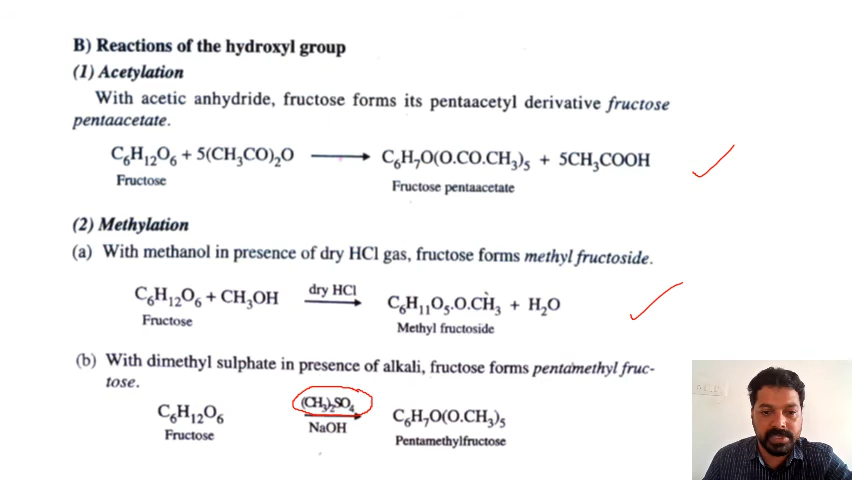 B) Reactions of the hydroxyl group
(1) Acetylation
With acetic anhydride, fructose forms its pentaacetyl derivative fructose
pentaacetate.
C₆H₁₂O₆ + 5(CH₃CO)₂O ⟶ C₆H₇O(O.CO.CH₃)₅ + 5CH₃COOH
Fructose Fructose pentaacetate
(2) Methylation
(a) With methanol in presence of dry HCl gas, fructose forms methyl fructoside.
dry HCl
C₆H₁₂O₆ + CH₃OH ⟶ C₆H₁₁O₅.O.CH₃ + H₂O
Fructose Methyl fructoside
(b) With dimethyl sulphate in presence of alkali, fructose forms pentamethyl fruc-
tose.
(CH₃)₂SO₄
C₆H₁₂O₆ ⟶ C₆H₇O(O.CH₃)₅
NaOH
Fructose Pentamethylfructose